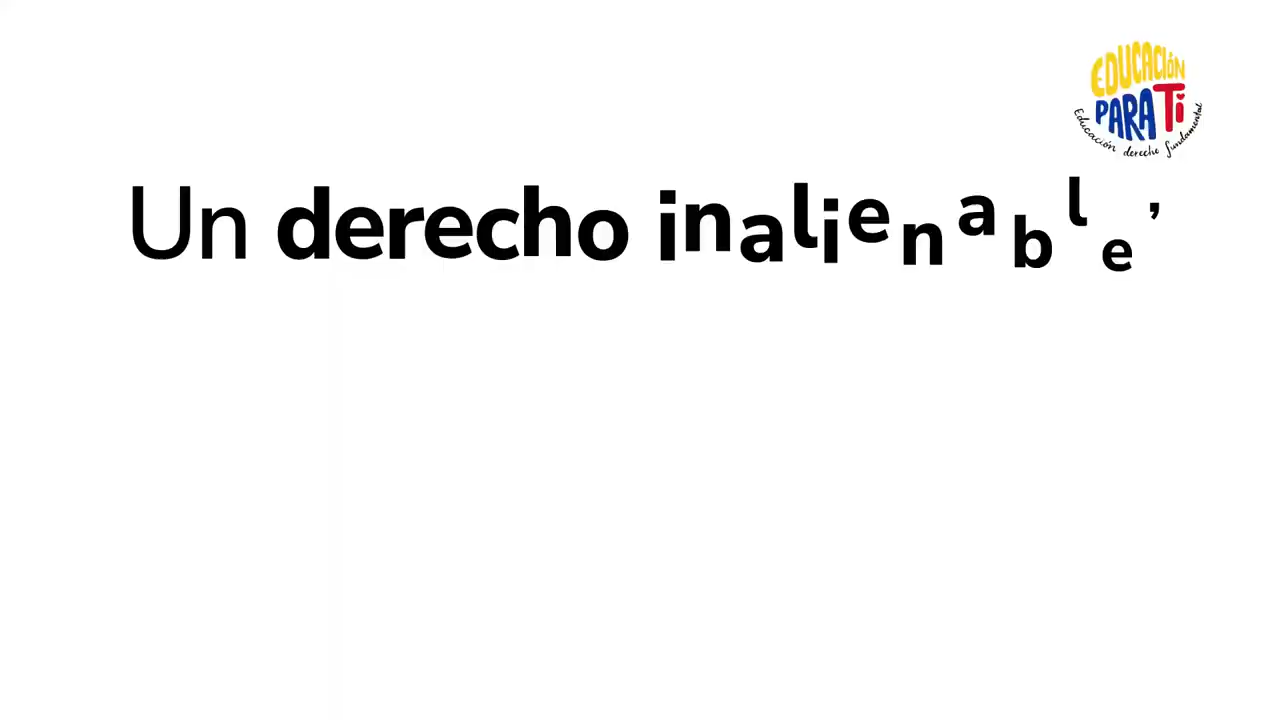 EDUCACIÓN
PARA Ti
Educación derecho fundamental
Un derecho inalienable,